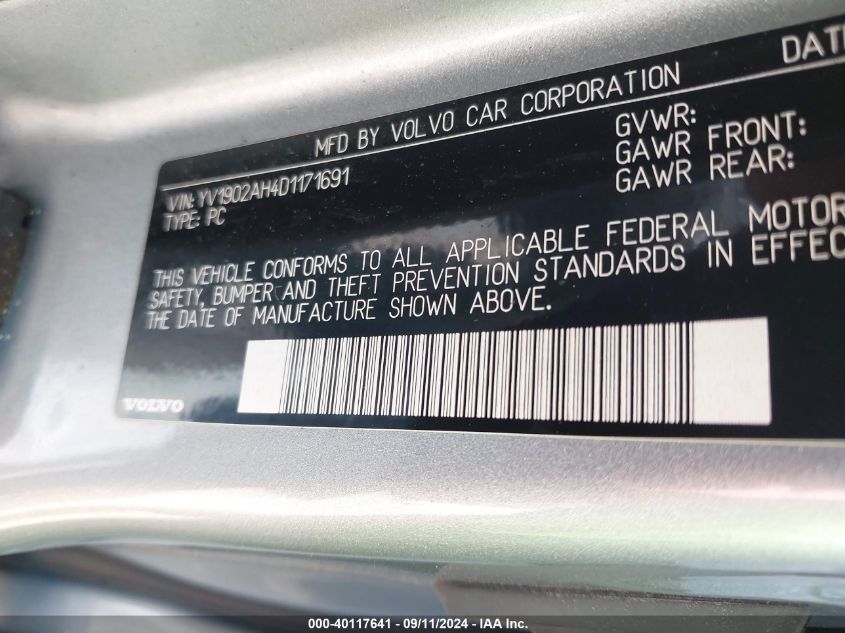 DAT
MFD BY VOLVO CAR CORPORATION
GVWR:
GAWR FRONT:
GAWR REAR:
VIN: YV1902AH4D1171691
TYPE: PC
THIS VEHICLE CONFORMS TO ALL APPLICABLE FEDERAL MOTOR
SAFETY, BUMPER AND THEFT PREVENTION STANDARDS IN EFFEC
THE DATE OF MANUFACTURE SHOWN ABOVE.
VOLVO
000-40117641 - 09/11/2024 - IAA Inc.